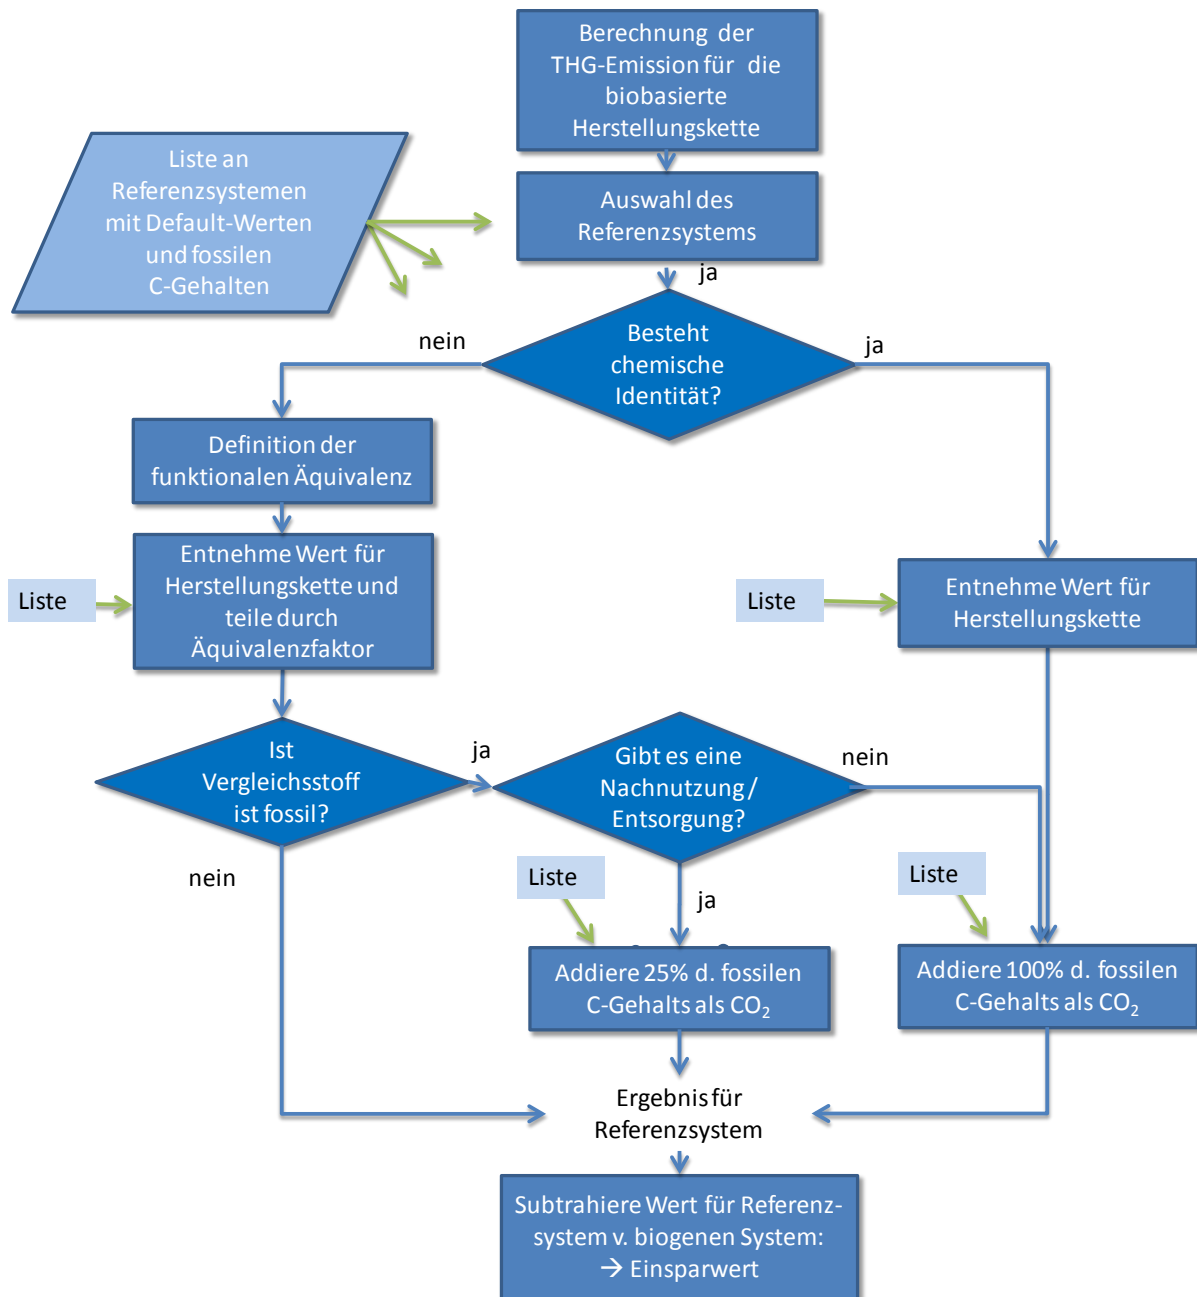 Berechnung der
THG-Emission für die
biobasierte
Herstellungskette
Liste an
Referenzsystemen
mit Default-Werten
und fossilen
C-Gehalten
Auswahl des
Referenzsystems
ja
nein
Besteht
chemische
Identität?
ja
Definition der
funktionalen Äquivalenz
Liste
Entnehme Wert für
Herstellungskette und
teile durch
Äquivalenzfaktor
Liste
Entnehme Wert für
Herstellungskette
Ist
Vergleichsstoff
ist fossil?
ja
Gibt es eine
Nachnutzung /
Entsorgung?
nein
nein
Liste
ja
Liste
Addiere 25% d. fossilen
C-Gehalts als CO₂
Addiere 100% d. fossilen
C-Gehalts als CO₂
Ergebnis für
Referenzsystem
Subtrahiere Wert für Referenz-
system v. biogenen System:
→ Einsparwert